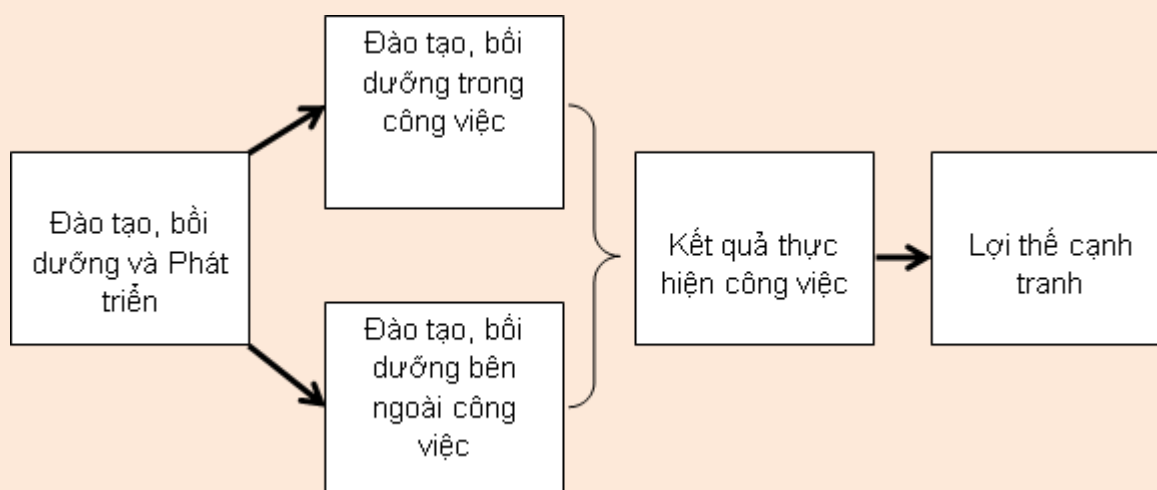 Đào tạo, bồi
dưỡng trong
công việc
Đào tạo, bồi
dưỡng và Phát
triển
Đào tạo, bồi
dưỡng bên
ngoài công
việc
Kết quả thực
hiện công việc
Lợi thế cạnh
tranh